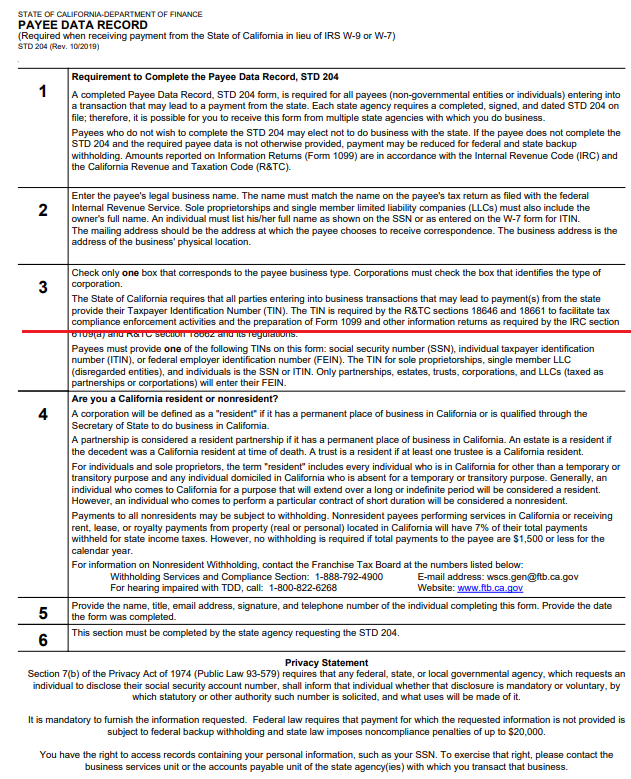 STATE OF CALIFORNIA-DEPARTMENT OF FINANCE
PAYEE DATA RECORD
(Required when receiving payment from the State of California in lieu of IRS W-9 or W-7)
STD 204 (Rev. 10/2019)
1
Requirement to Complete the Payee Data Record, STD 204
A completed Payee Data Record, STD 204 form, is required for all payees (non-governmental entities or individuals) entering into
a transaction that may lead to a payment from the state. Each state agency requires a completed, signed, and dated STD 204 on
file; therefore, it is possible for you to receive this form from multiple state agencies with which you do business.
Payees who do not wish to complete the STD 204 may elect not to do business with the state. If the payee does not complete the
STD 204 and the required payee data is not otherwise provided, payment may be reduced for federal and state backup
withholding. Amounts reported on Information Returns (Form 1099) are in accordance with the Internal Revenue Code (IRC) and
the California Revenue and Taxation Code (R&TC).
2
Enter the payee's legal business name. The name must match the name on the payee's tax return as filed with the federal
Internal Revenue Service. Sole proprietorships and single member limited liability companies (LLCs) must also include the
owner's full name. An individual must list his/her full name as shown on the SSN or as entered on the W-7 form for ITIN.
The mailing address should be the address at which the payee chooses to receive correspondence. The business address is the
address of the business' physical location.
3
Check only one box that corresponds to the payee business type. Corporations must check the box that identifies the type of
corporation.
The State of California requires that all parties entering into business transactions that may lead to payment(s) from the state
provide their Taxpayer Identification Number (TIN). The TIN is required by the R&TC sections 18646 and 18661 to facilitate tax
compliance enforcement activities and the preparation of Form 1099 and other information returns as required by the IRC section
6109(a) and R&TC section 18662 and its regulations.
Payees must provide one of the following TINs on this form: social security number (SSN), individual taxpayer identification
number (ITIN), or federal employer identification number (FEIN). The TIN for sole proprietorships, single member LLC
(disregarded entities), and individuals is the SSN or ITIN. Only partnerships, estates, trusts, corporations, and LLCs (taxed as
partnerships or corportations) will enter their FEIN.
4
Are you a California resident or nonresident?
A corporation will be defined as a "resident" if it has a permanent place of business in California or is qualified through the
Secretary of State to do business in California.
A partnership is considered a resident partnership if it has a permanent place of business in California. An estate is a resident if
the decedent was a California resident at time of death. A trust is a resident if at least one trustee is a California resident.
For individuals and sole proprietors, the term "resident" includes every individual who is in California for other than a temporary or
transitory purpose and any individual domiciled in California who is absent for a temporary or transitory purpose. Generally, an
individual who comes to California for a purpose that will extend over a long or indefinite period will be considered a resident.
However, an individual who comes to perform a particular contract of short duration will be considered a nonresident.
Payments to all nonresidents may be subject to withholding. Nonresident payees performing services in California or receiving
rent, lease, or royalty payments from property (real or personal) located in California will have 7% of their total payments
withheld for state income taxes. However, no withholding is required if total payments to the payee are $1,500 or less for the
calendar year.
For information on Nonresident Withholding, contact the Franchise Tax Board at the numbers listed below:
Withholding Services and Compliance Section: 1-888-792-4900 E-mail address: wscs.gen@ftb.ca.gov
For hearing impaired with TDD, call: 1-800-822-6268 Website: www.ftb.ca.gov
5
Provide the name, title, email address, signature, and telephone number of the individual completing this form. Provide the date
the form was completed.
6
This section must be completed by the state agency requesting the STD 204.
Privacy Statement
Section 7(b) of the Privacy Act of 1974 (Public Law 93-579) requires that any federal, state, or local governmental agency, which requests an
individual to disclose their social security account number, shall inform that individual whether that disclosure is mandatory or voluntary, by
which statutory or other authority such number is solicited, and what uses will be made of it.
It is mandatory to furnish the information requested. Federal law requires that payment for which the requested information is not provided is
subject to federal backup withholding and state law imposes noncompliance penalties of up to $20,000.
You have the right to access records containing your personal information, such as your SSN. To exercise that right, please contact the
business services unit or the accounts payable unit of the state agency(ies) with which you transact that business.